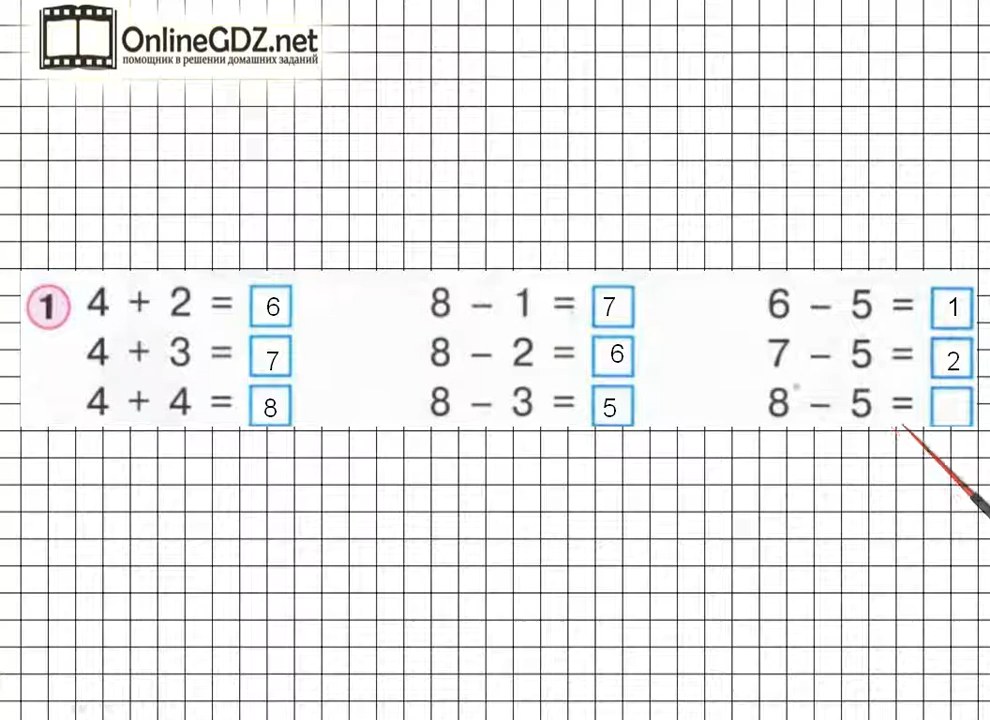 OnlineGDZ.net
помощник в решении домашних заданий
1 4 + 2 = 6 8 - 1 = 7 6 - 5 = 1
4 + 3 = 7 8 - 2 = 6 7 - 5 = 2
4 + 4 = 8 8 - 3 = 5 8 - 5 =